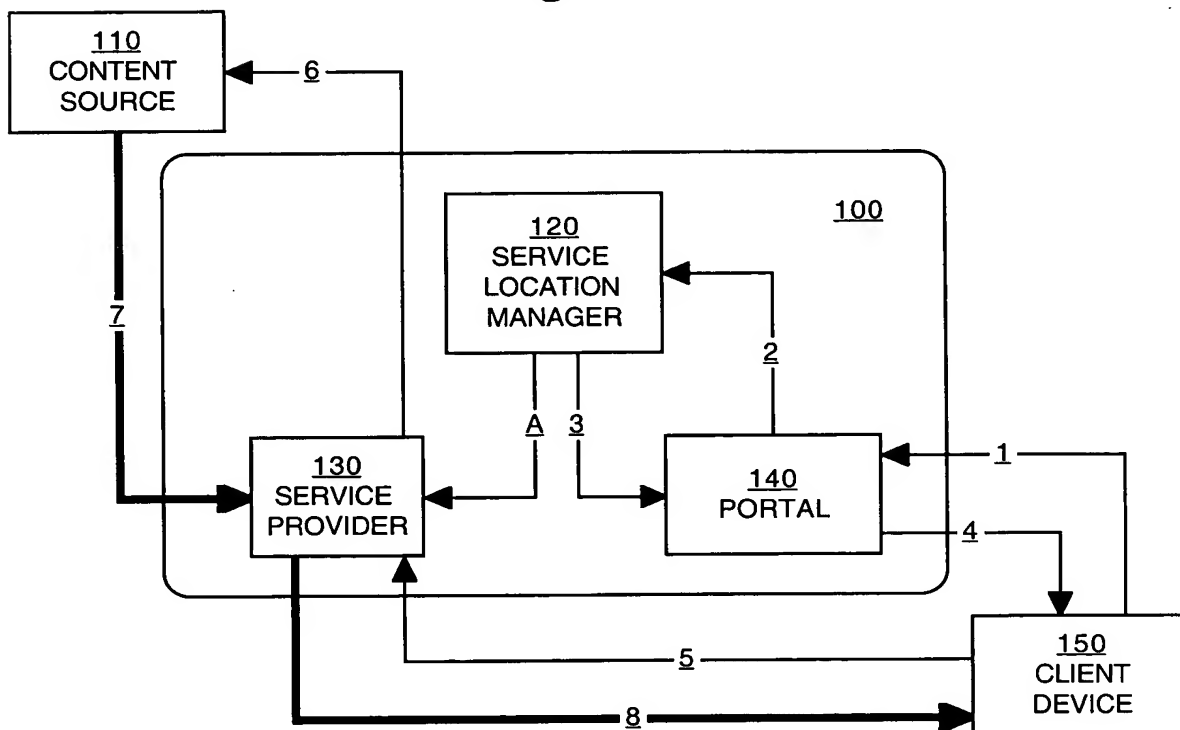 110
CONTENT
SOURCE
6
100
120
SERVICE
LOCATION
MANAGER
7
2
A
3
1
130
SERVICE
PROVIDER
140
PORTAL
4
5
150
CLIENT
DEVICE
8